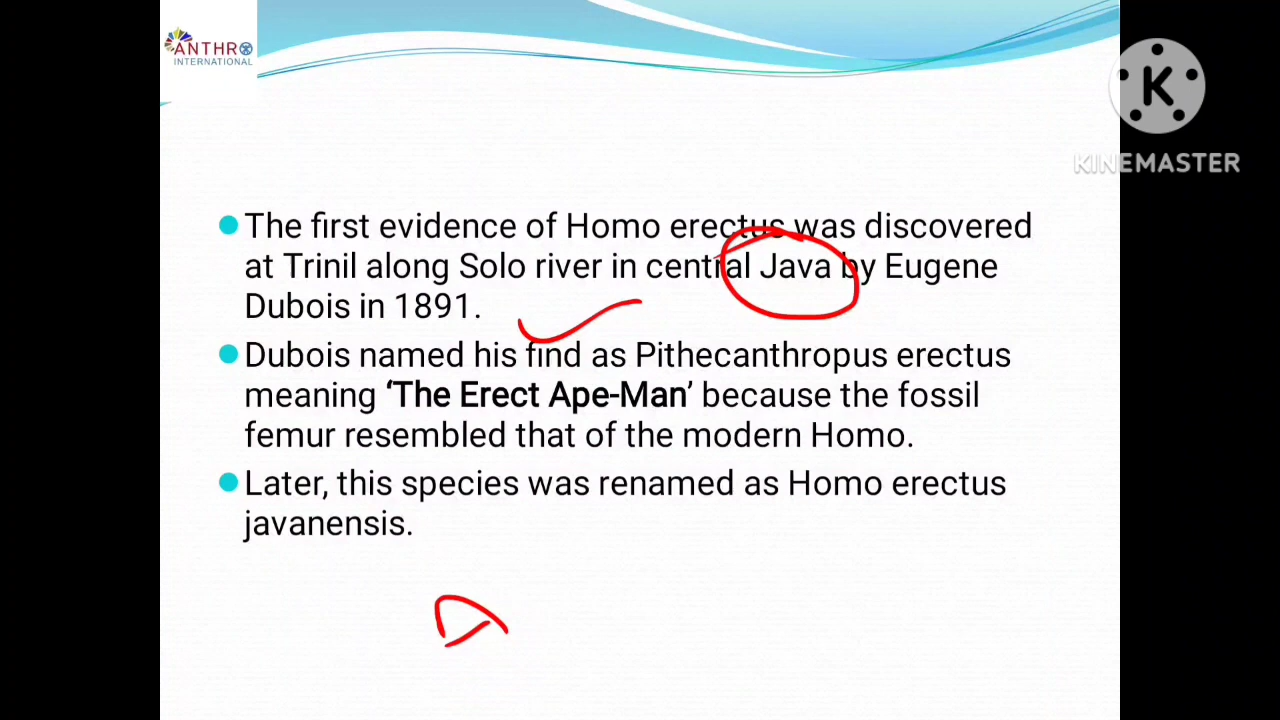 ANTHRO
INTERNATIONAL
K
KINEMASTER
The first evidence of Homo erectus was discovered
at Trinil along Solo river in central Java by Eugene
Dubois in 1891.
Dubois named his find as Pithecanthropus erectus
meaning ‘The Erect Ape-Man’ because the fossil
femur resembled that of the modern Homo.
Later, this species was renamed as Homo erectus
javanensis.